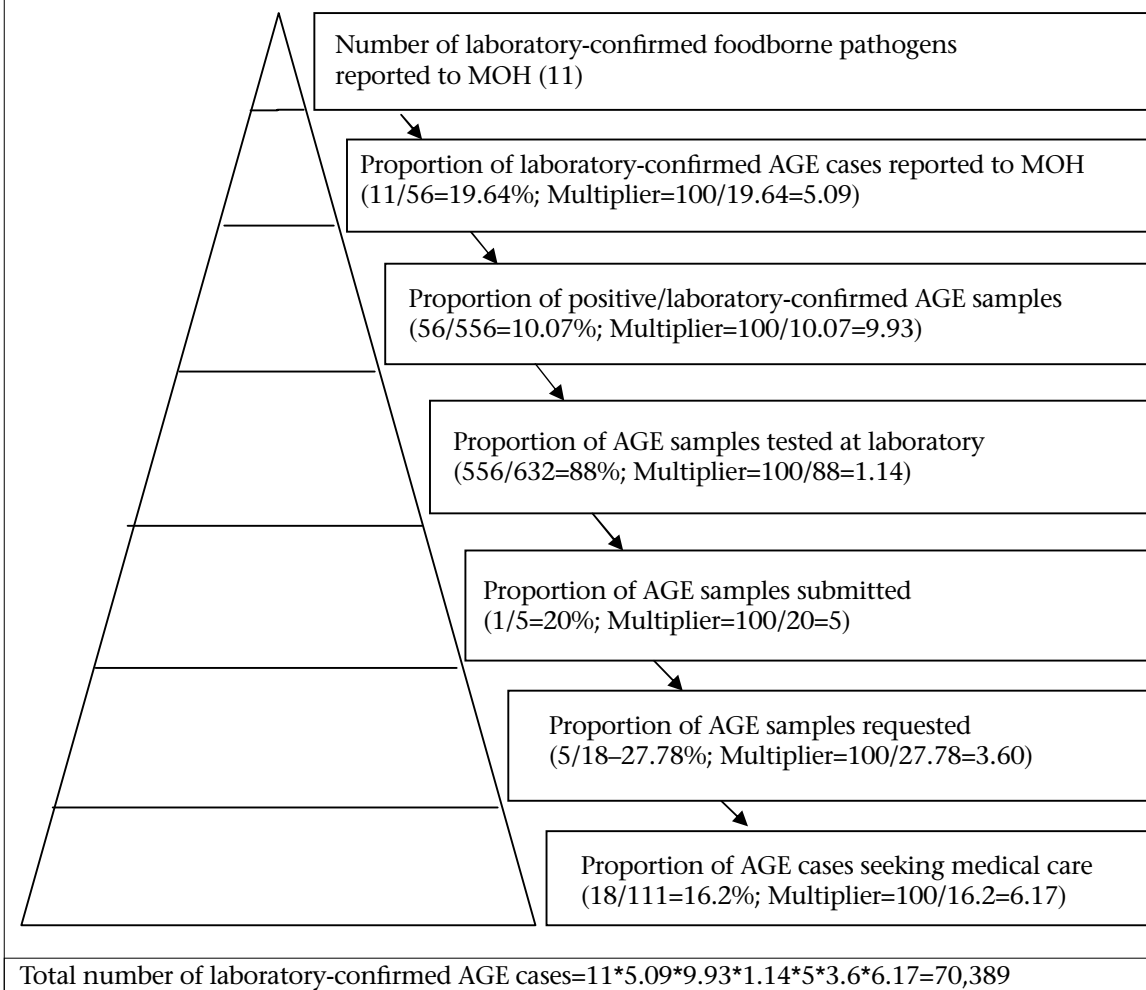 Number of laboratory-confirmed foodborne pathogens
reported to MOH (11)
Proportion of laboratory-confirmed AGE cases reported to MOH
(11/56=19.64%; Multiplier=100/19.64=5.09)
Proportion of positive/laboratory-confirmed AGE samples
(56/556=10.07%; Multiplier=100/10.07=9.93)
Proportion of AGE samples tested at laboratory
(556/632=88%; Multiplier=100/88=1.14)
Proportion of AGE samples submitted
(1/5=20%; Multiplier=100/20=5)
Proportion of AGE samples requested
(5/18–27.78%; Multiplier=100/27.78=3.60)
Proportion of AGE cases seeking medical care
(18/111=16.2%; Multiplier=100/16.2=6.17)
Total number of laboratory-confirmed AGE cases=11*5.09*9.93*1.14*5*3.6*6.17=70,389